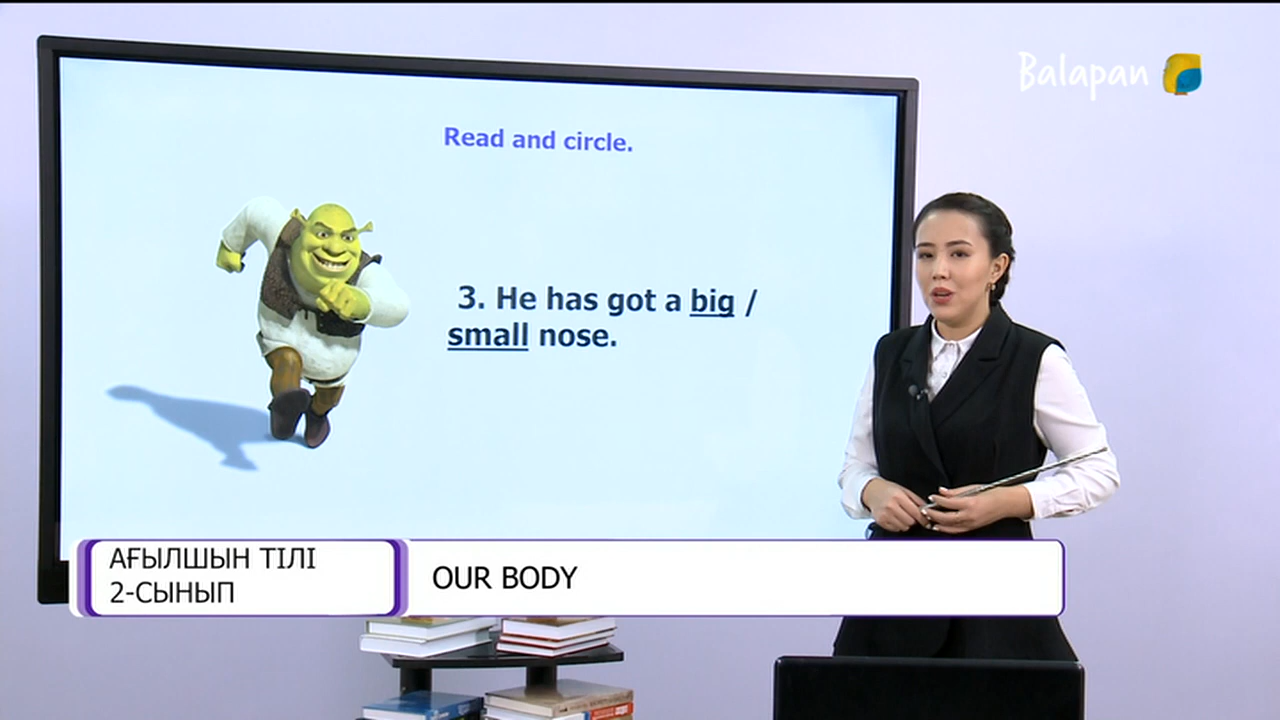 Balapan
Read and circle.
3. He has got a big /
small nose.
АҒЫЛШЫН ТІЛІ
2-СЫНЫП
OUR BODY